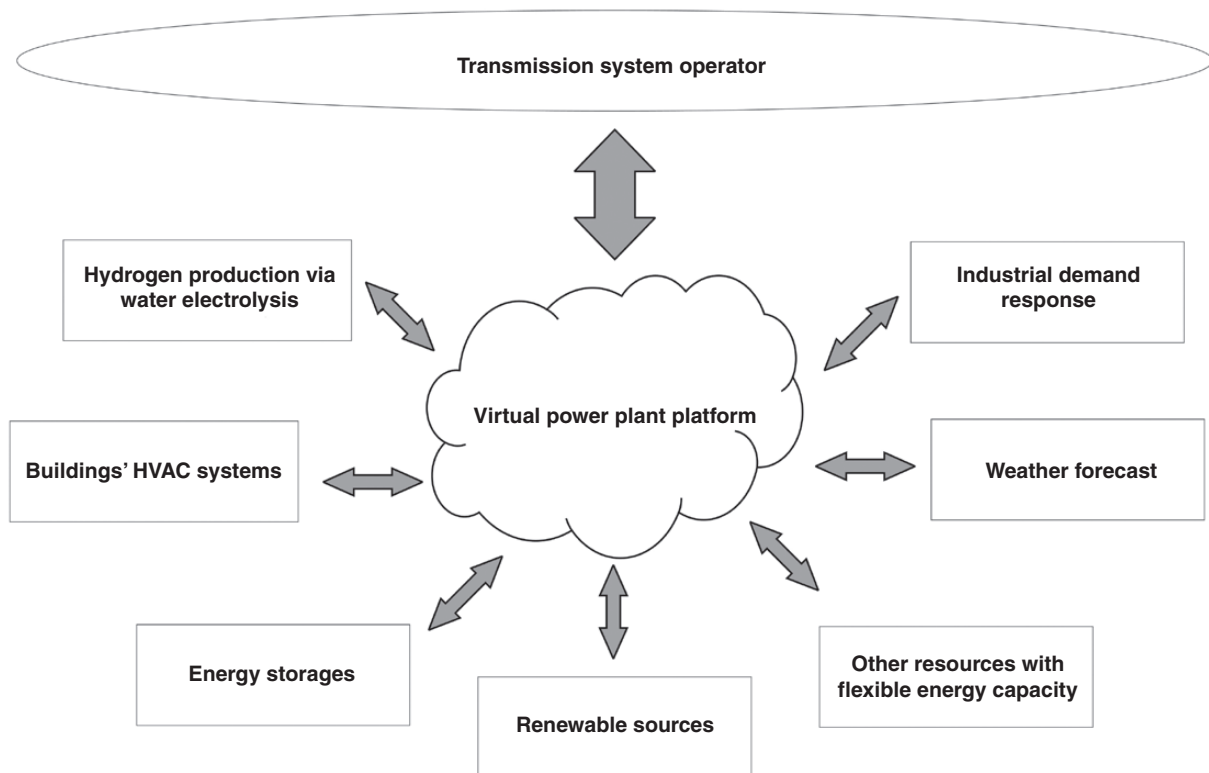 Transmission system operator
Hydrogen production via
water electrolysis
Industrial demand
response
Virtual power plant platform
Buildings’ HVAC systems
Weather forecast
Energy storages
Other resources with
flexible energy capacity
Renewable sources